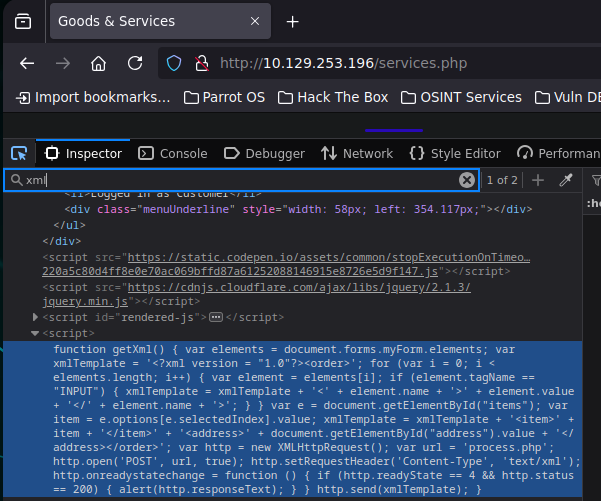 Goods & Services
http://10.129.253.196/services.php
Import bookmarks... Parrot OS Hack The Box OSINT Services Vuln DE
Inspector Console Debugger Network Style Editor Performan
xml 1 of 2
<li>Logged in as Customer</li>
<div class="menuUnderline" style="width: 58px; left: 354.117px;"></div>
</ul>
</div>
<script src="https://static.codepen.io/assets/common/stopExecutionOnTimeo…
220a5c80d4ff8e0e70ac069bffd87a61252088146915e8726e5d9f147.js"></script>
<script src="https://cdnjs.cloudflare.com/ajax/libs/jquery/2.1.3/
jquery.min.js"></script>
<script id="rendered-js"></script>
<script>
function getXml() { var elements = document.forms.myForm.elements; var
xmlTemplate = '<?xml version = "1.0"?><order>'; for (var i = 0; i <
elements.length; i++) { var element = elements[i]; if (element.tagName ==
"INPUT") { xmlTemplate = xmlTemplate + '<' + element.name + '>' + element.value
+ '</' + element.name + '>'; } } var e = document.getElementById("items"); var
item = e.options[e.selectedIndex].value; xmlTemplate = xmlTemplate + '<item>' +
item + '</item>' + '<address>' + document.getElementById("address").value + '</
address></order>'; var http = new XMLHttpRequest(); var url = 'process.php';
http.open('POST', url, true); http.setRequestHeader('Content-Type', 'text/xml');
http.onreadystatechange = function () { if (http.readyState == 4 && http.status
== 200) { alert(http.responseText); } } http.send(xmlTemplate); }